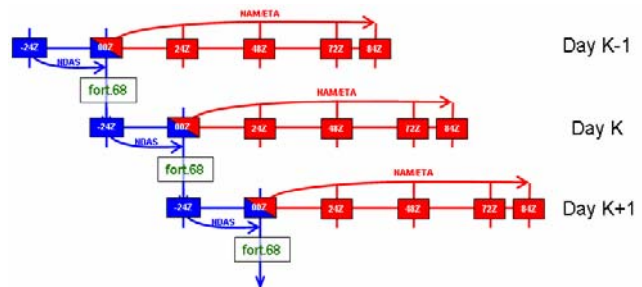 NAM/ETA
-24Z 00Z 24Z 48Z 72Z 84Z Day K-1
NDAS
fort.68
NAM/ETA
-24Z 00Z 24Z 48Z 72Z 84Z Day K
NDAS
fort.68
NAM/ETA
-24Z 00Z 24Z 48Z 72Z 84Z Day K+1
NDAS
fort.68